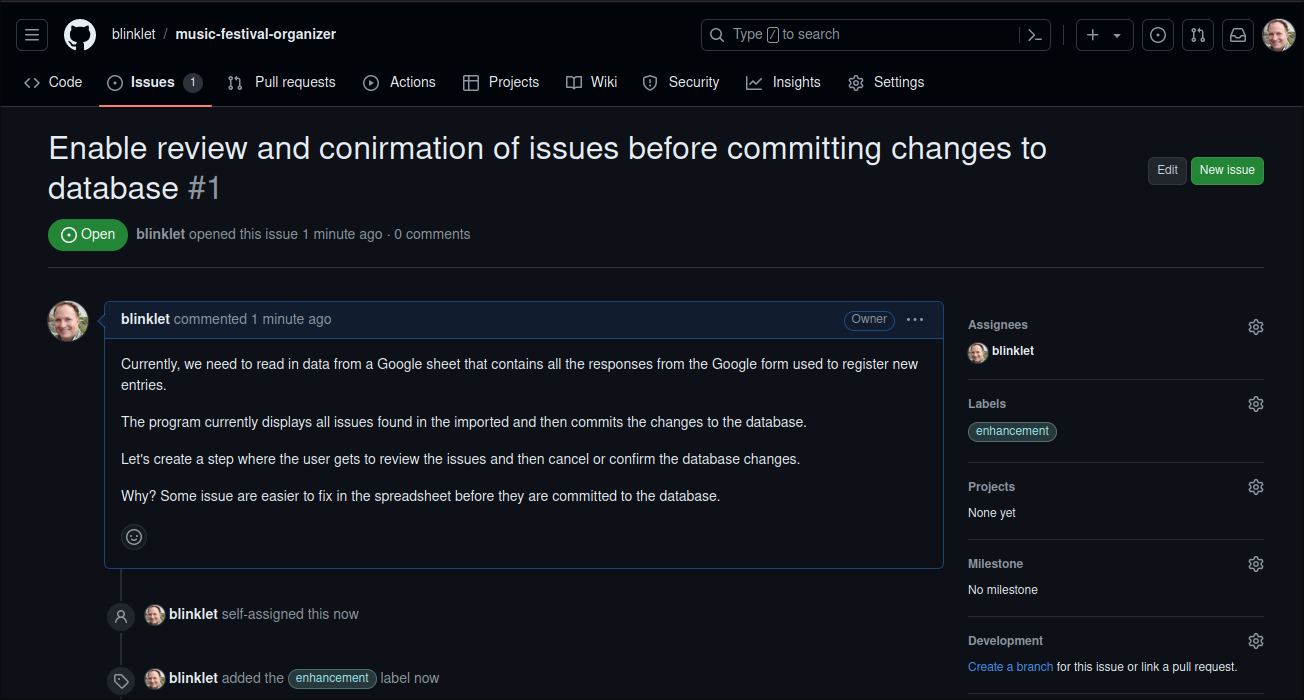 blinklet / music-festival-organizer
Type / to search
Code
Issues 1
Pull requests
Actions
Projects
Wiki
Security
Insights
Settings
Enable review and conirmation of issues before committing changes to
database #1
Edit
New issue
Open
blinklet opened this issue 1 minute ago · 0 comments
blinklet commented 1 minute ago
Owner
Currently, we need to read in data from a Google sheet that contains all the responses from the Google form used to register new
entries.
The program currently displays all issues found in the imported and then commits the changes to the database.
Let's create a step where the user gets to review the issues and then cancel or confirm the database changes.
Why? Some issue are easier to fix in the spreadsheet before they are committed to the database.
blinklet self-assigned this now
blinklet added the enhancement label now
Assignees
blinklet
Labels
enhancement
Projects
None yet
Milestone
No milestone
Development
Create a branch for this issue or link a pull request.